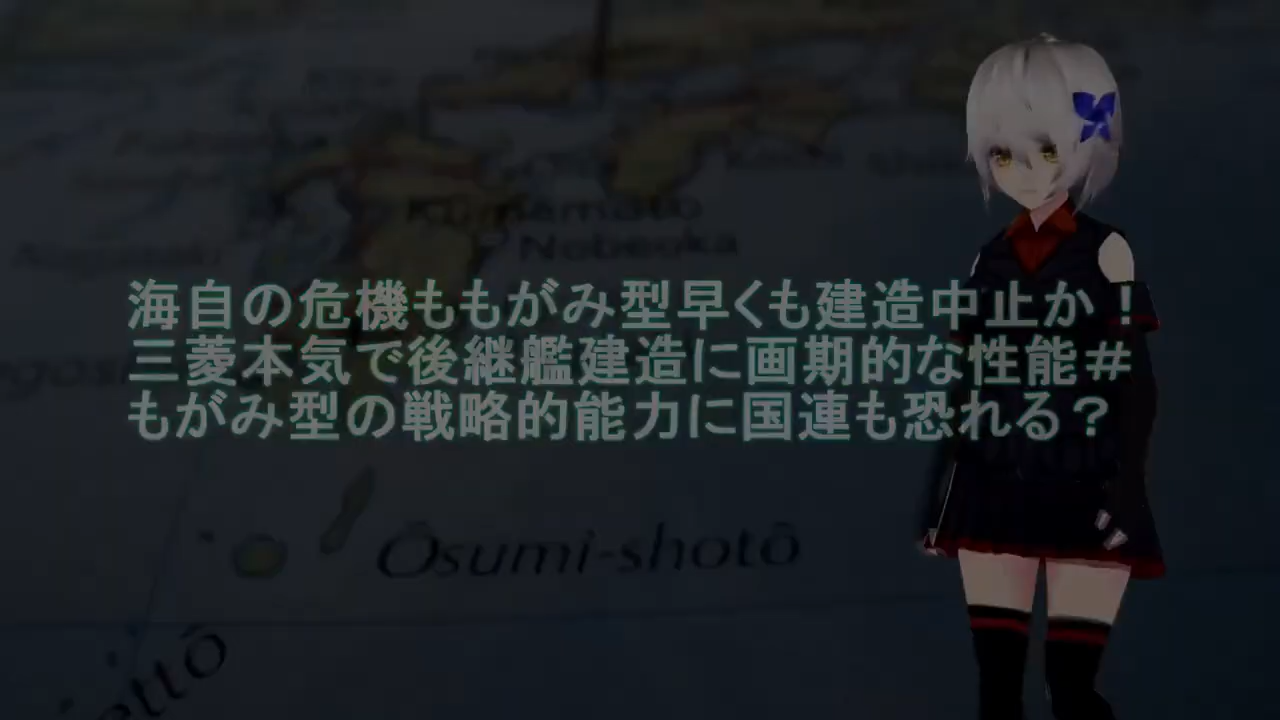 Kumamoto
Nobeoka
海自の危機ももがみ型早くも建造中止か！
三菱本気で後継艦建造に画期的な性能＃
もがみ型の戦略的能力に国連も恐れる？
Ōsumi-shotō